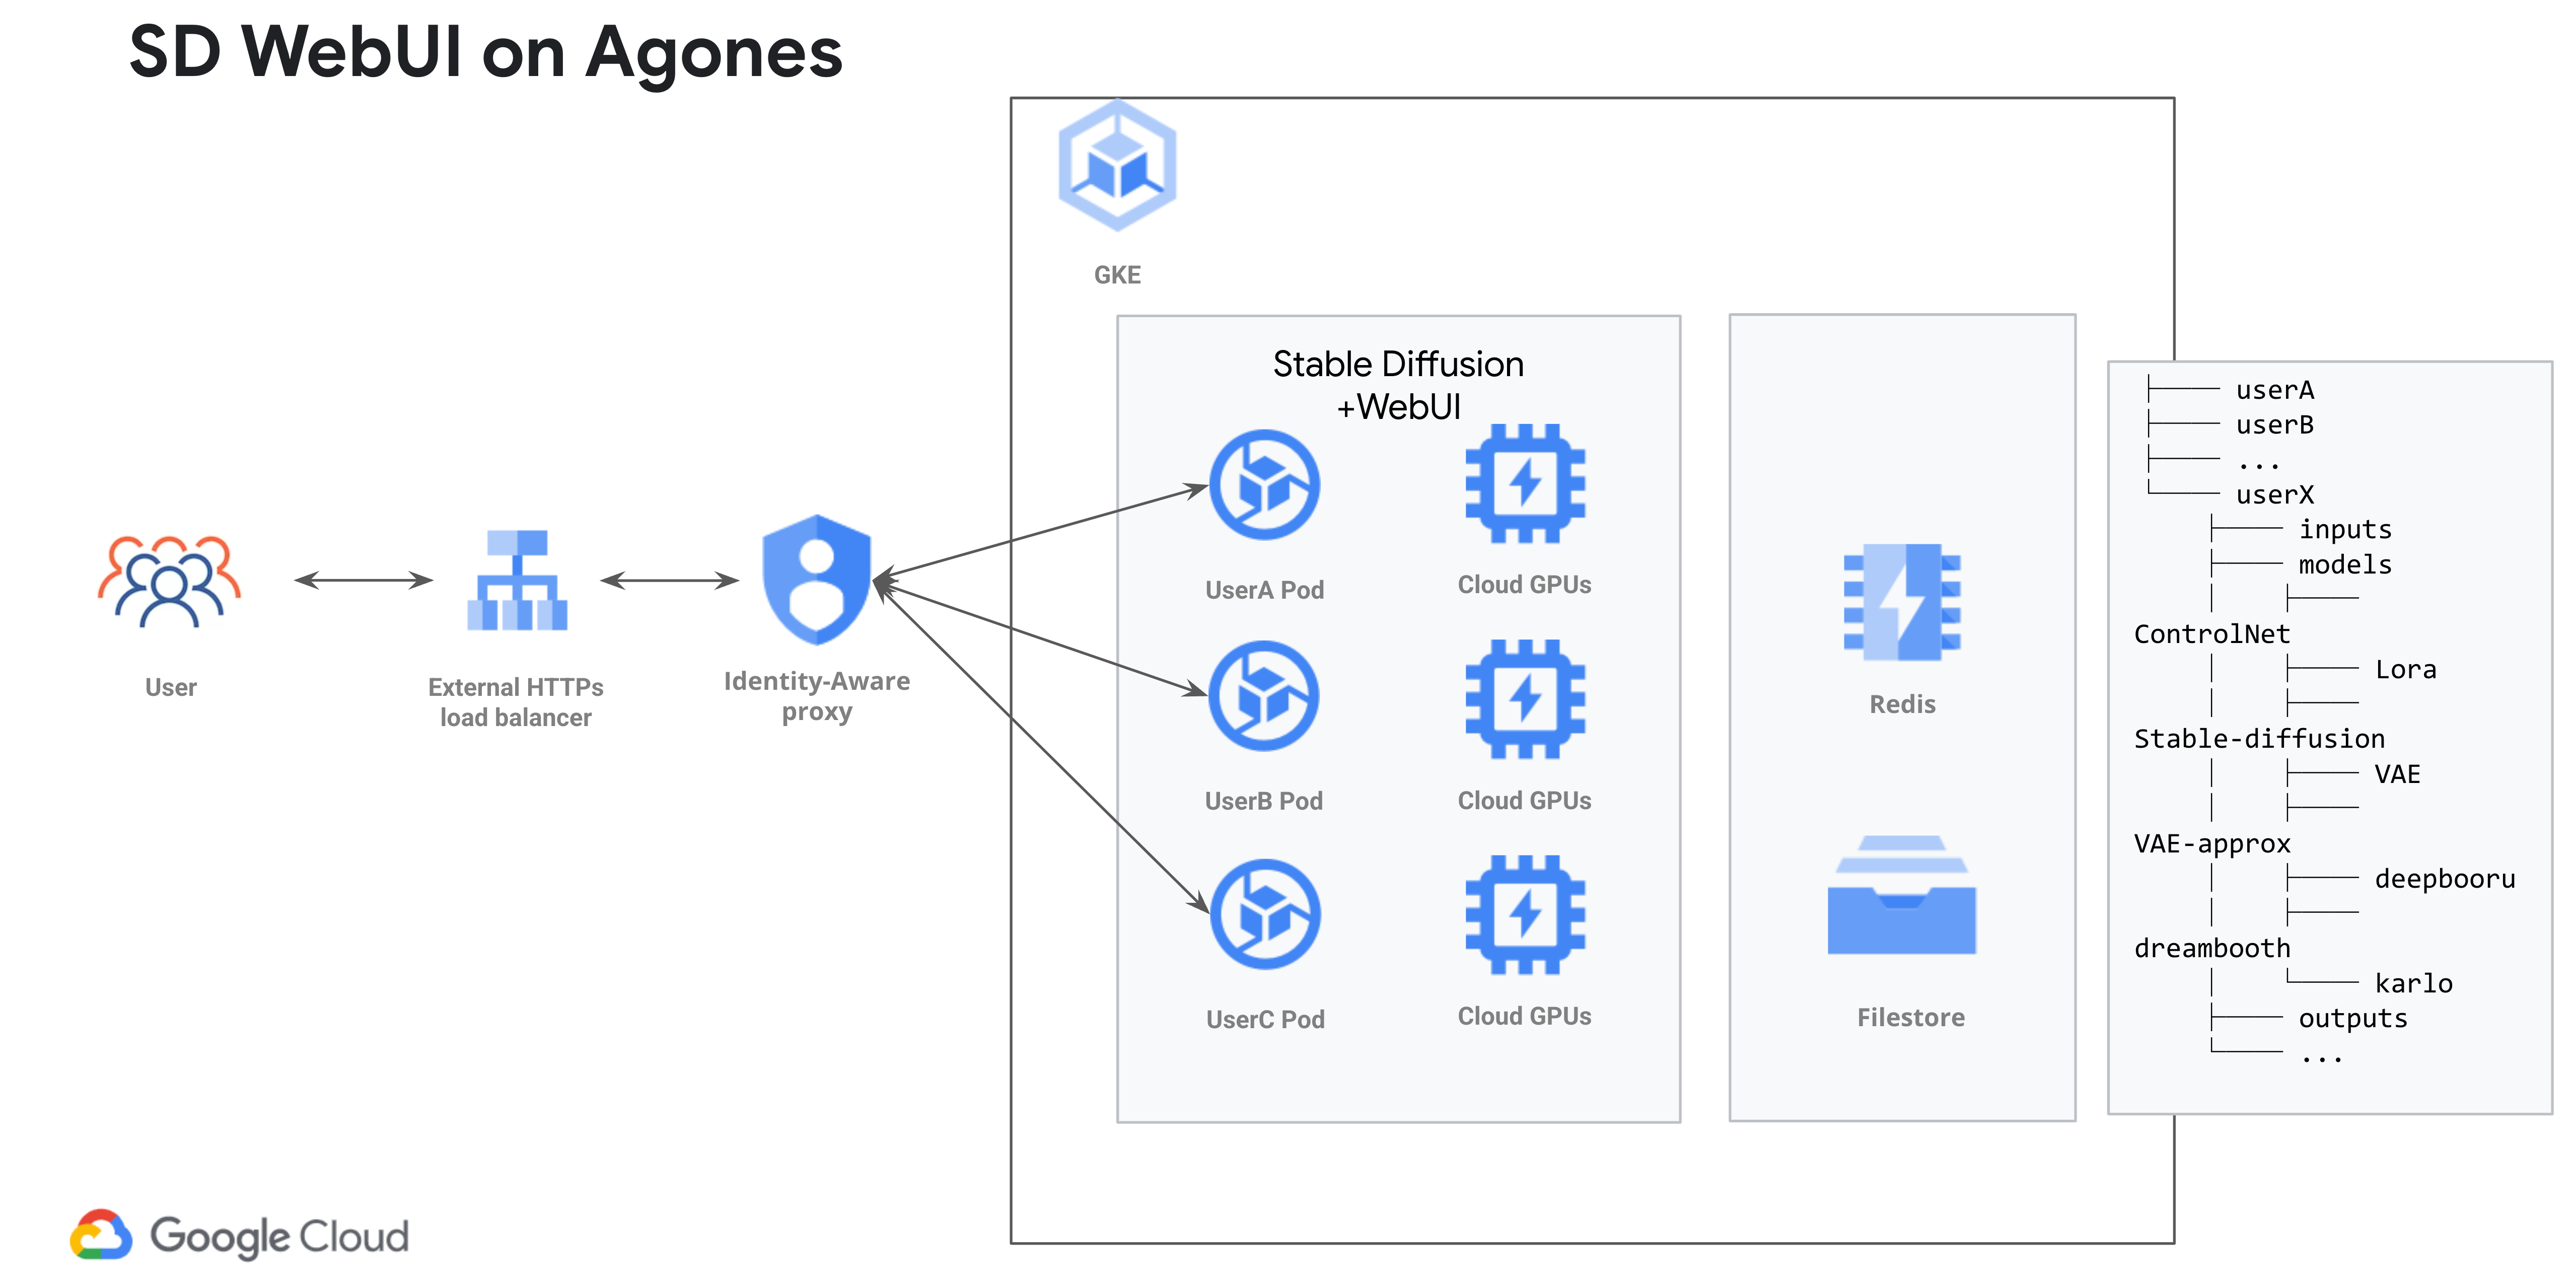 SD WebUI on Agones
GKE
Stable Diffusion
+WebUI
User
External HTTPs
load balancer
Identity-Aware
proxy
UserA Pod
Cloud GPUs
UserB Pod
Cloud GPUs
UserC Pod
Cloud GPUs
Redis
Filestore
├── userA
├── userB
├── ...
└── userX
├── inputs
├── models
│ ├──
ControlNet
│ ├── Lora
│ ├──
Stable-diffusion
│ ├── VAE
│ ├──
VAE-approx
│ ├── deepbooru
│ ├──
dreambooth
│ └── karlo
├── outputs
└── ...
Google Cloud